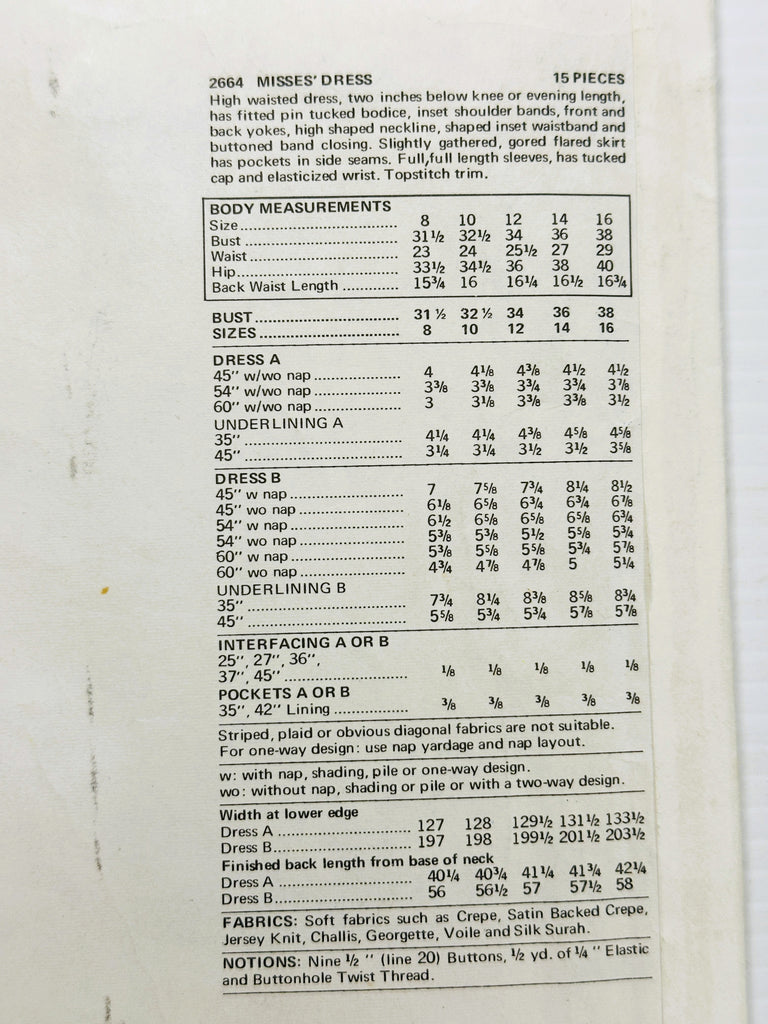 2664 MISSES' DRESS 15 PIECES
High waisted dress, two inches below knee or evening length,
has fitted pin tucked bodice, inset shoulder bands, front and
back yokes, high shaped neckline, shaped inset waistband and
buttoned band closing. Slightly gathered, gored flared skirt
has pockets in side seams. Full,full length sleeves, has tucked
cap and elasticized wrist. Topstitch trim.
BODY MEASUREMENTS
Size 8 10 12 14 16
Bust 31½ 32½ 34 36 38
Waist 23 24 25½ 27 29
Hip 33½ 34½ 36 38 40
Back Waist Length 15¾ 16 16¼ 16½ 16¾
BUST 31 ½ 32 ½ 34 36 38
SIZES 8 10 12 14 16
DRESS A
45" w/wo nap 4 4⅛ 4⅜ 4½ 4½
54" w/wo nap 3⅜ 3⅜ 3¾ 3¾ 3⅞
60" w/wo nap 3 3⅛ 3⅜ 3⅜ 3½
UNDERLINING A
35" 4¼ 4¼ 4⅜ 4⅝ 4⅝
45" 3¼ 3¼ 3½ 3½ 3⅝
DRESS B
45" w nap 7 7⅝ 7¾ 8¼ 8½
45" wo nap 6⅛ 6⅝ 6¾ 6¾ 6⅞
54" w nap 6½ 6⅝ 6⅝ 6⅝ 6¾
54" wo nap 5⅜ 5⅜ 5½ 5⅝ 5¾
60" w nap 5⅜ 5⅝ 5⅝ 5¾ 5⅞
60" wo nap 4¾ 4⅞ 4⅞ 5 5¼
UNDERLINING B
35" 7¾ 8¼ 8⅜ 8⅝ 8¾
45" 5⅝ 5¾ 5¾ 5⅞ 5⅞
INTERFACING A OR B
25", 27", 36",
37", 45" ⅛ ⅛ ⅛ ⅛ ⅛
POCKETS A OR B
35", 42" Lining ⅜ ⅜ ⅜ ⅜ ⅜
Striped, plaid or obvious diagonal fabrics are not suitable.
For one-way design: use nap yardage and nap layout.
w: with nap, shading, pile or one-way design.
wo: without nap, shading or pile or with a two-way design.
Width at lower edge
Dress A 127 128 129½ 131½ 133½
Dress B 197 198 199½ 201½ 203½
Finished back length from base of neck
Dress A 40¼ 40¾ 41¼ 41¾ 42¼
Dress B 56 56½ 57 57½ 58
FABRICS: Soft fabrics such as Crepe, Satin Backed Crepe,
Jersey Knit, Challis, Georgette, Voile and Silk Surah.
NOTIONS: Nine ½ " (line 20) Buttons, ½ yd. of ¼ " Elastic
and Buttonhole Twist Thread.